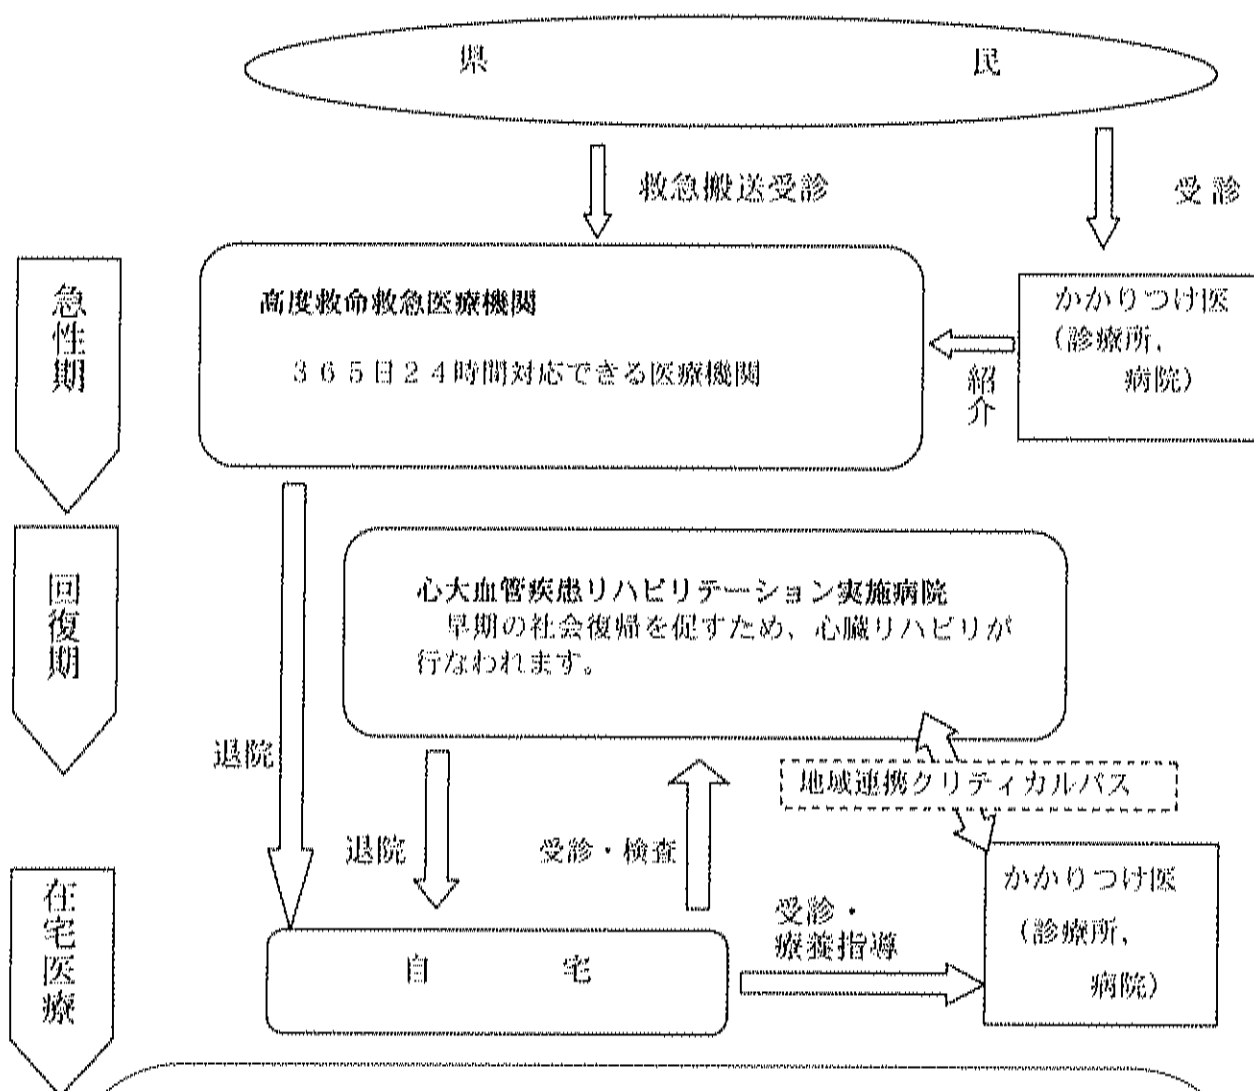 県　民
救急搬送受診
受診
急性期
高度救命救急医療機関
３６５日２４時間対応できる医療機関
かかりつけ医
（診療所，
病院）
紹介
回復期
心大血管疾患リハビリテーション実施病院
早期の社会復帰を促すため、心臓リハビリが
行なわれます。
退院
地域連携クリティカルパス
退院
受診・検査
在宅医療
自　宅
受診・
療養指導
かかりつけ医
（診療所，
病院）